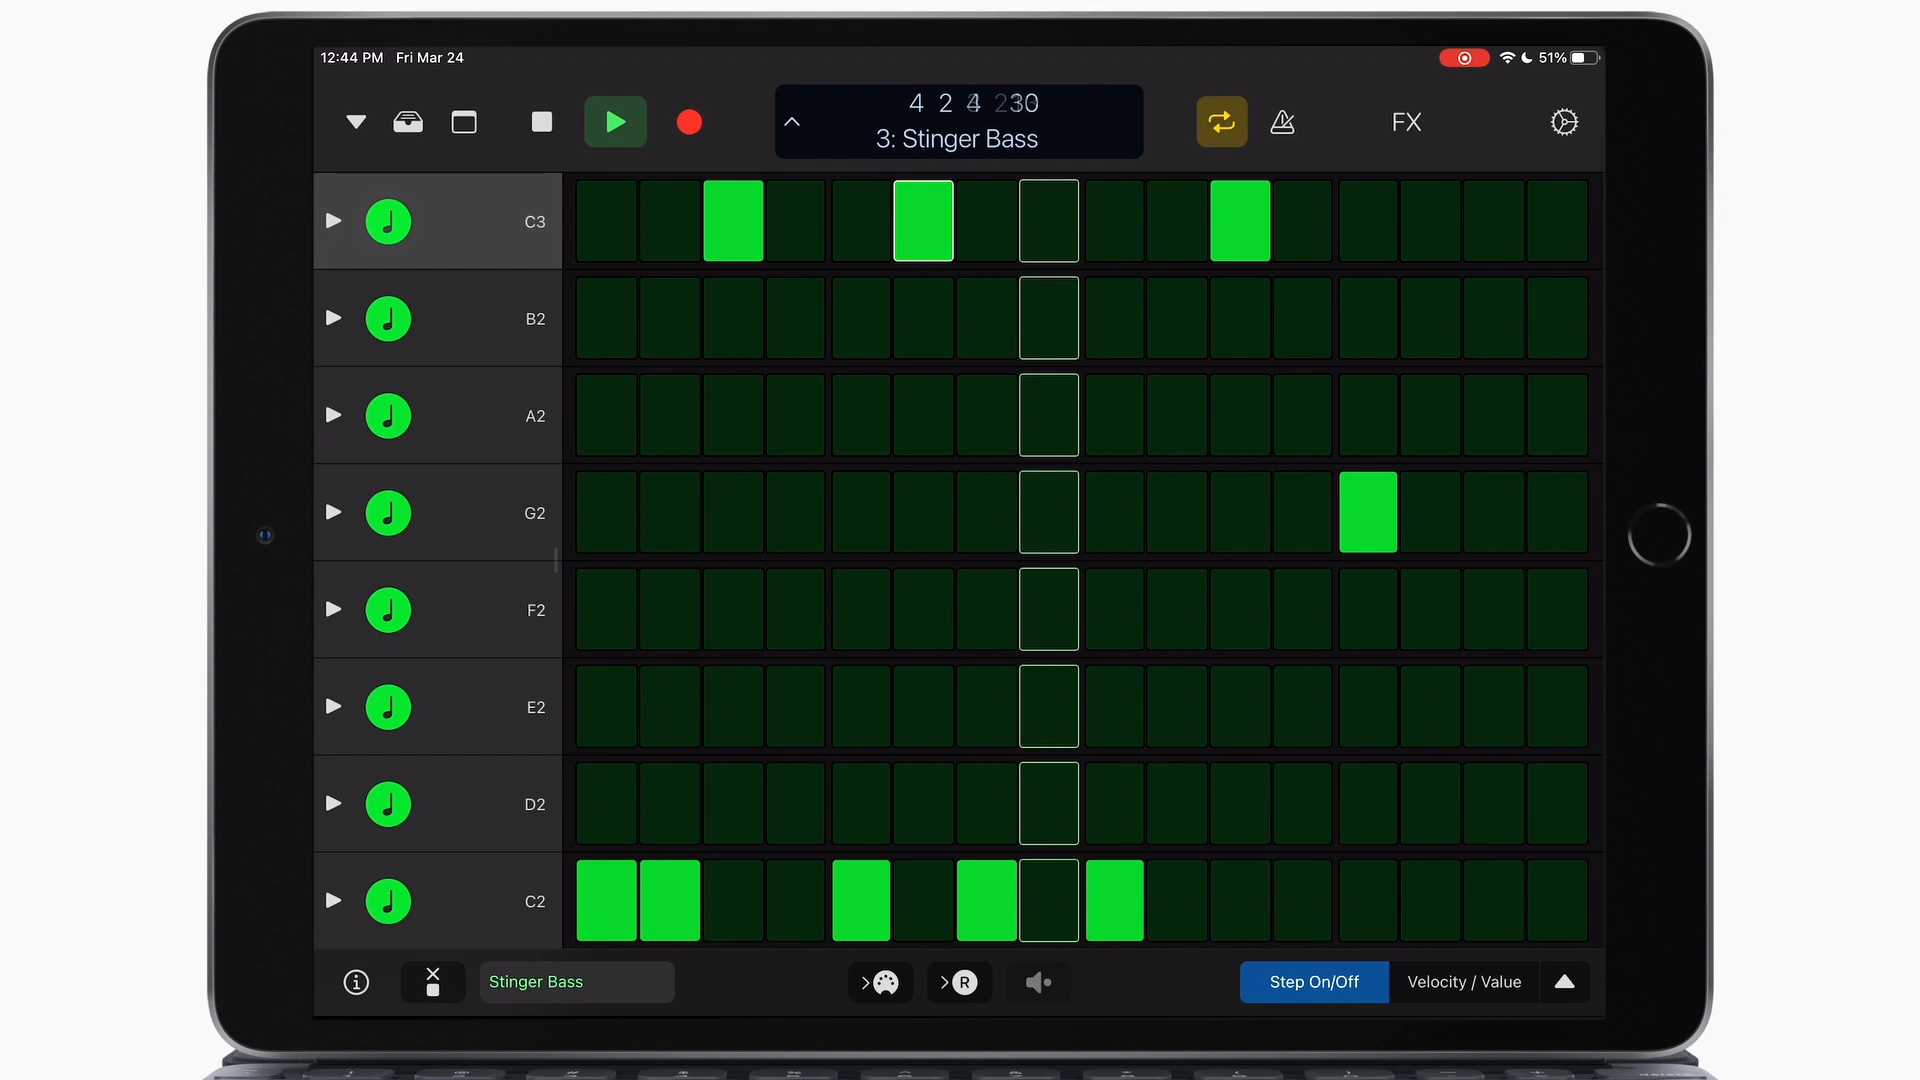 12:44 PM Fri Mar 24
51%
4 2 4 230
3: Stinger Bass
FX
C3
B2
A2
G2
F2
E2
D2
C2
Stinger Bass
R
Step On/Off
Velocity / Value